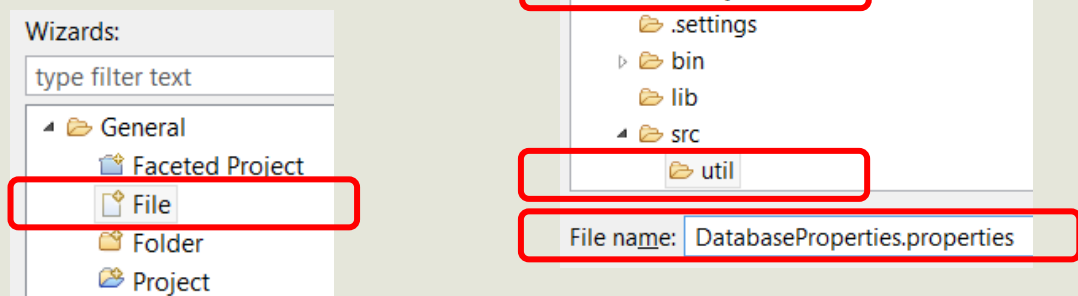 Wizards:
type filter text
General
Faceted Project
File
Folder
Project
.settings
bin
lib
src
util
File name: DatabaseProperties.properties